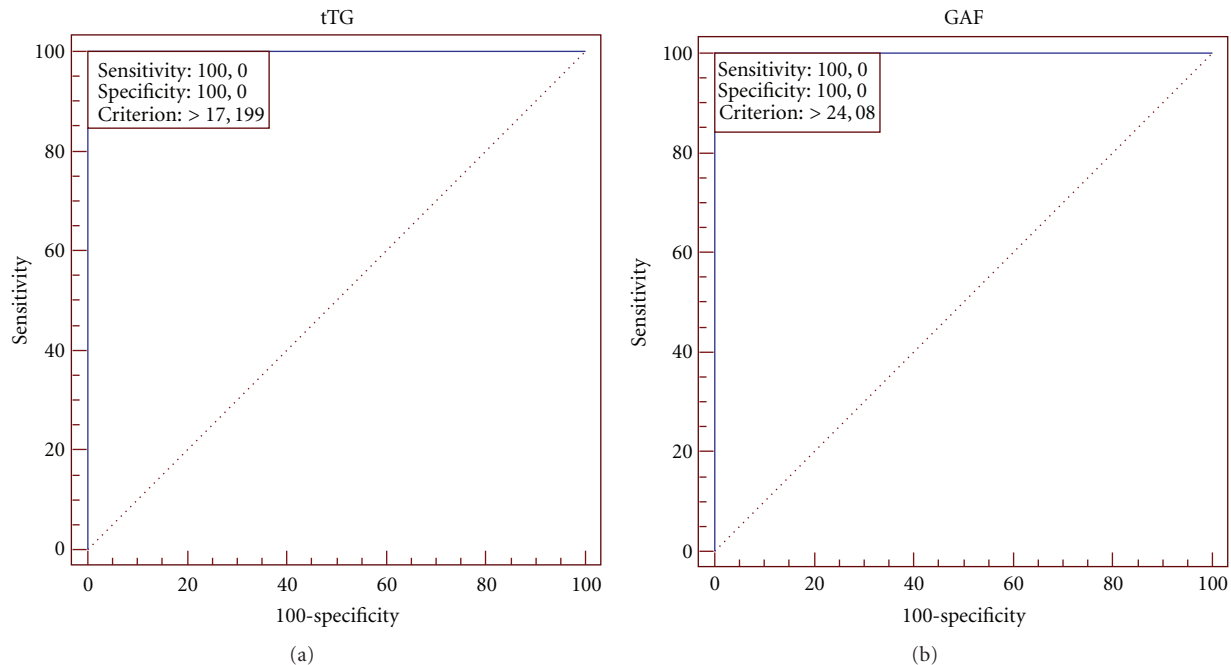 tTG
100
80
60
40
20
0
Sensitivity
Sensitivity: 100, 0
Specificity: 100, 0
Criterion: > 17, 199
0 20 40 60 80 100
100-specificity
(a)
GAF
100
80
60
40
20
0
Sensitivity
Sensitivity: 100, 0
Specificity: 100, 0
Criterion: > 24, 08
0 20 40 60 80 100
100-specificity
(b)